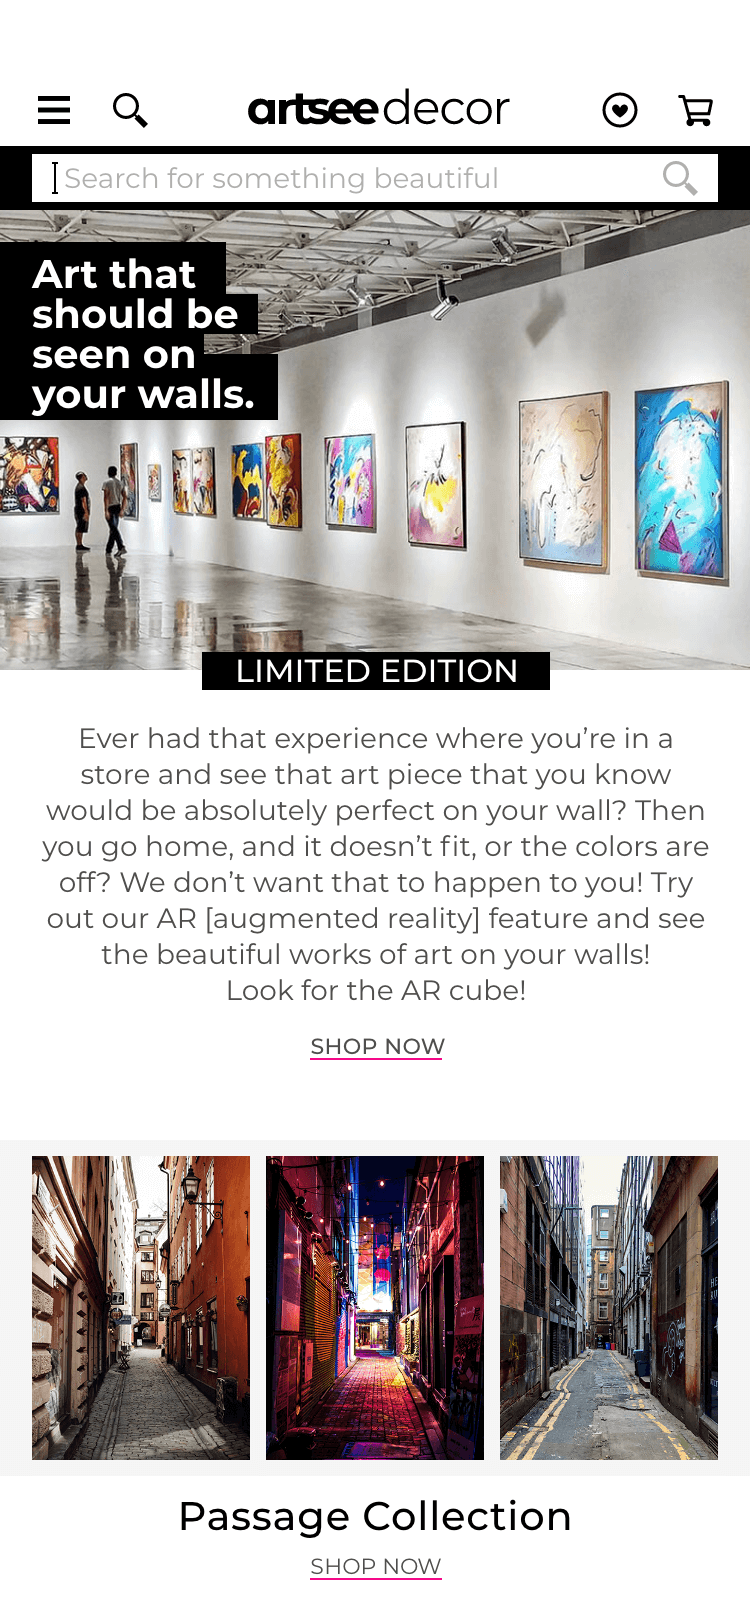 artseedecor
Search for something beautiful
Art that
should be
seen on
your walls.
LIMITED EDITION
Ever had that experience where you’re in a
store and see that art piece that you know
would be absolutely perfect on your wall? Then
you go home, and it doesn’t fit, or the colors are
off? We don’t want that to happen to you! Try
out our AR [augmented reality] feature and see
the beautiful works of art on your walls!
Look for the AR cube!
SHOP NOW
Passage Collection
SHOP NOW